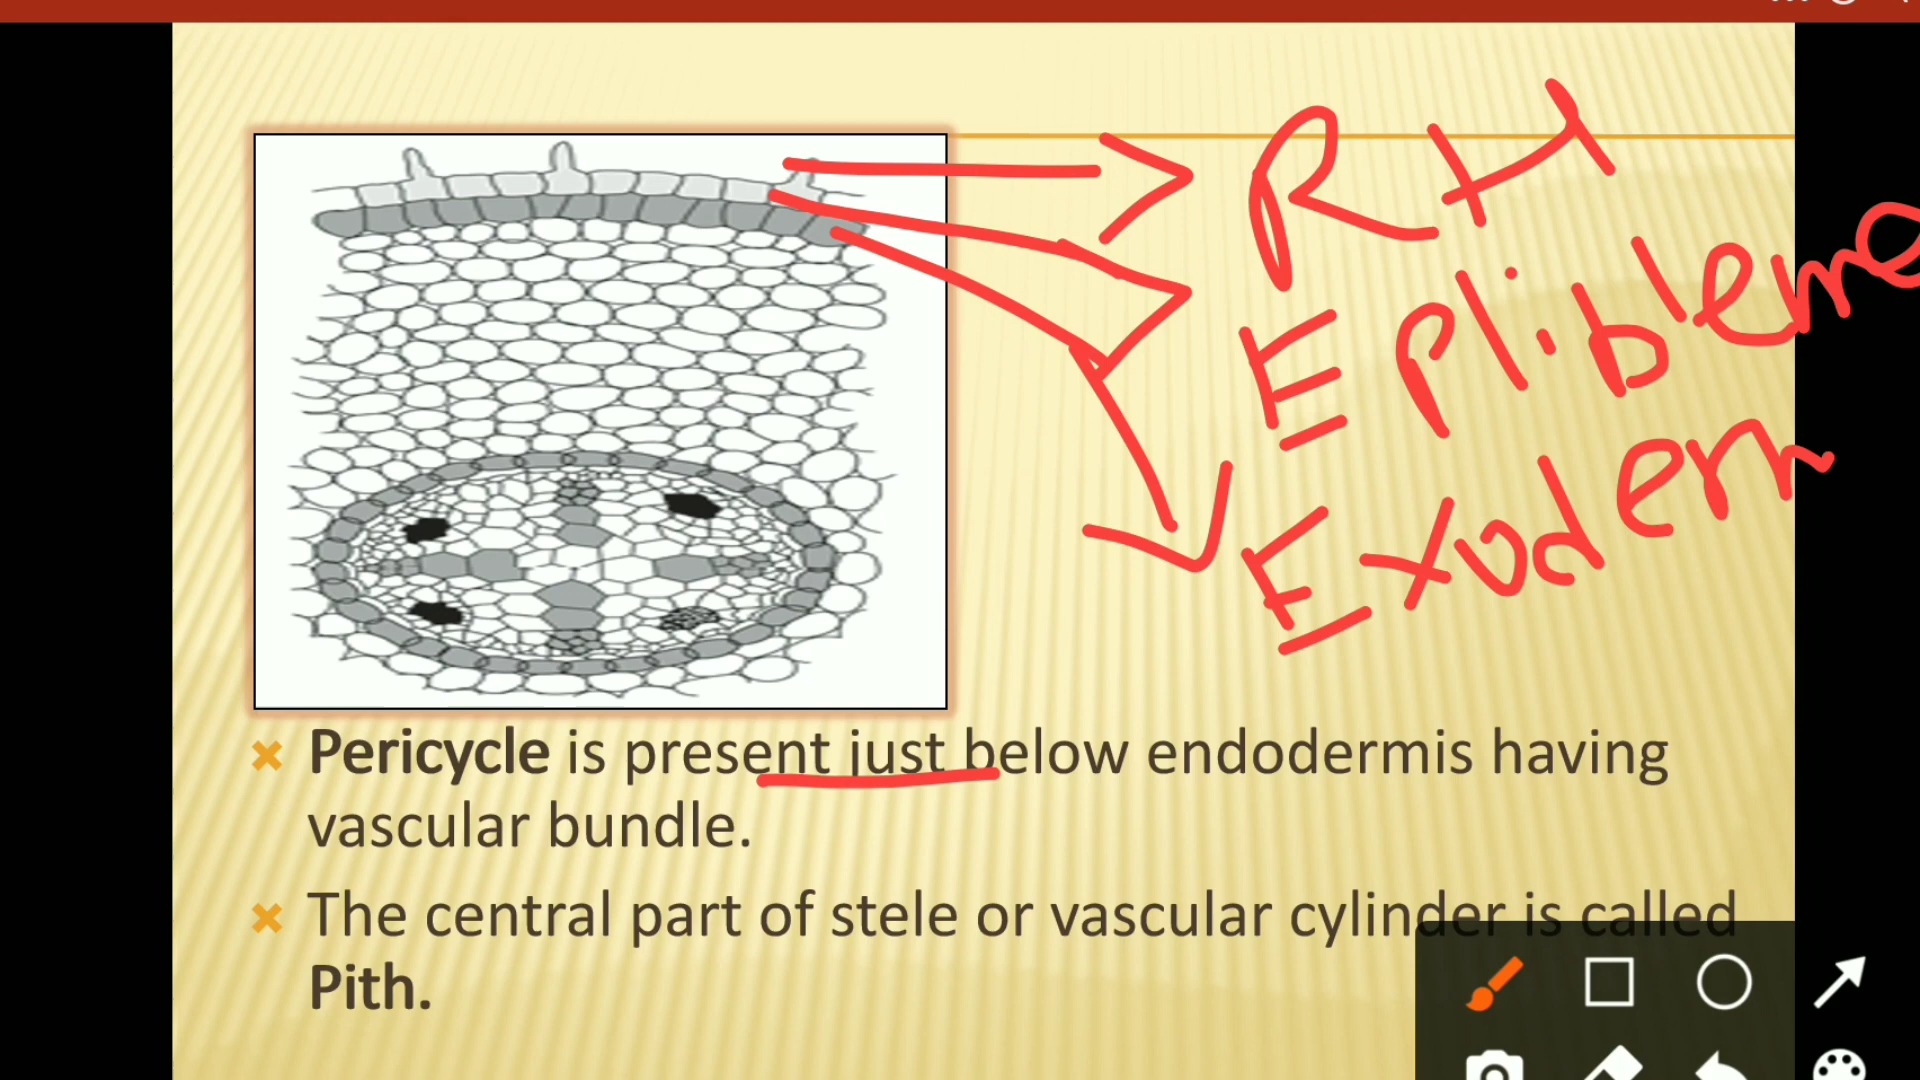 RH
Epiblema
Exoderm
Pericycle is present just below endodermis having
vascular bundle.
The central part of stele or vascular cylinder is called
Pith.